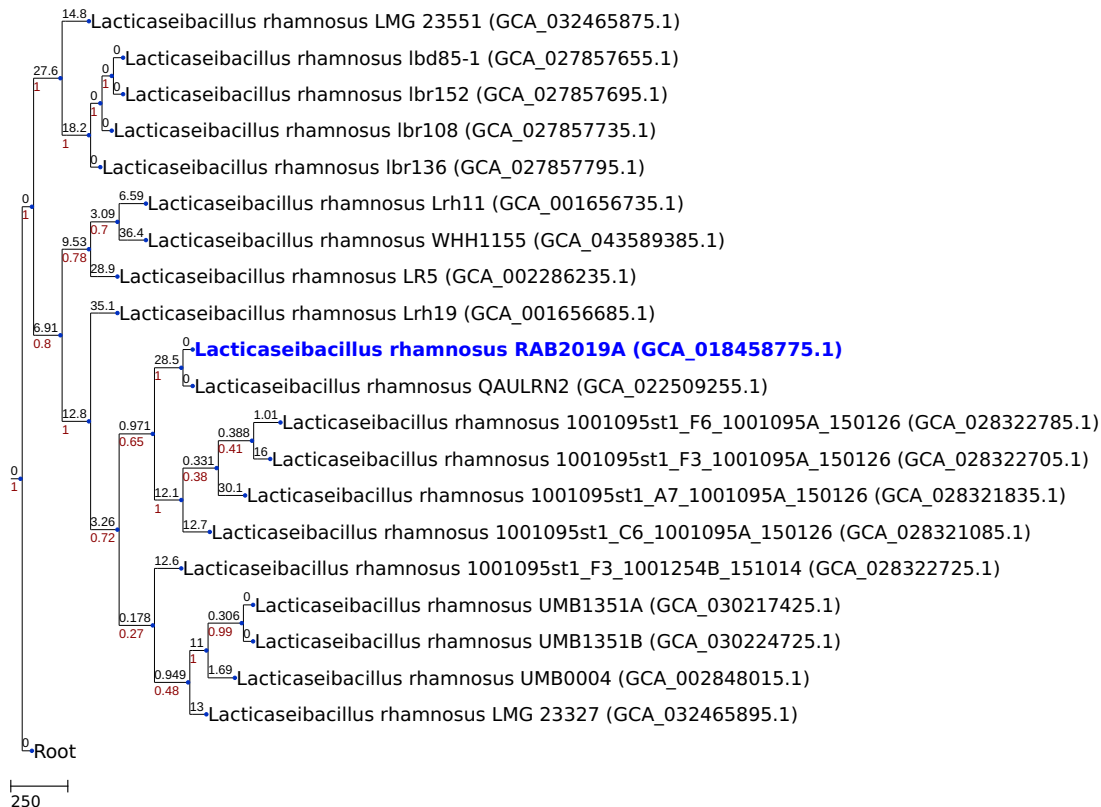 14.8
Lacticaseibacillus rhamnosus LMG 23551 (GCA_032465875.1)
0
Lacticaseibacillus rhamnosus lbd85-1 (GCA_027857655.1)
27.6
1
0
1
0
Lacticaseibacillus rhamnosus lbr152 (GCA_027857695.1)
0
1
18.2
1
0
Lacticaseibacillus rhamnosus lbr108 (GCA_027857735.1)
0
Lacticaseibacillus rhamnosus lbr136 (GCA_027857795.1)
0
1
6.59
Lacticaseibacillus rhamnosus Lrh11 (GCA_001656735.1)
3.09
0.7
36.4
Lacticaseibacillus rhamnosus WHH1155 (GCA_043589385.1)
9.53
0.78
28.9
Lacticaseibacillus rhamnosus LR5 (GCA_002286235.1)
35.1
Lacticaseibacillus rhamnosus Lrh19 (GCA_001656685.1)
6.91
0.8
0
Lacticaseibacillus rhamnosus RAB2019A (GCA_018458775.1)
28.5
1
0
Lacticaseibacillus rhamnosus QAULRN2 (GCA_022509255.1)
12.8
1
1.01
Lacticaseibacillus rhamnosus 1001095st1_F6_1001095A_150126 (GCA_028322785.1)
0.971
0.65
0.388
0.41
16
Lacticaseibacillus rhamnosus 1001095st1_F3_1001095A_150126 (GCA_028322705.1)
0.331
0.38
0
1
30.1
Lacticaseibacillus rhamnosus 1001095st1_A7_1001095A_150126 (GCA_028321835.1)
12.1
1
3.26
0.72
12.7
Lacticaseibacillus rhamnosus 1001095st1_C6_1001095A_150126 (GCA_028321085.1)
12.6
Lacticaseibacillus rhamnosus 1001095st1_F3_1001254B_151014 (GCA_028322725.1)
0
Lacticaseibacillus rhamnosus UMB1351A (GCA_030217425.1)
0.178
0.27
0.306
0.99
0
Lacticaseibacillus rhamnosus UMB1351B (GCA_030224725.1)
11
1
1.69
Lacticaseibacillus rhamnosus UMB0004 (GCA_002848015.1)
0.949
0.48
13
Lacticaseibacillus rhamnosus LMG 23327 (GCA_032465895.1)
0
Root
250